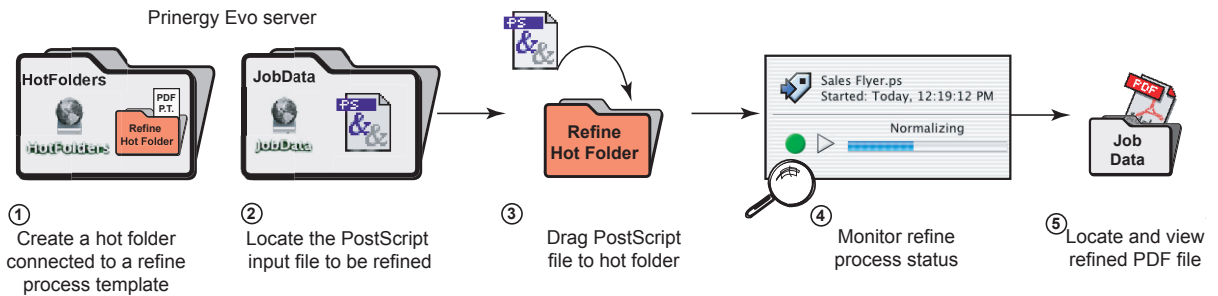 Prinergy Evo server
HotFolders
PDF
P.T.
Refine
Hot Folder
HotFolders
JobData
PS
&&
JobData
PS
&&
Refine
Hot Folder
Sales Flyer.ps
Started: Today, 12:19:12 PM
Normalizing
PDF
Job
Data
1
Create a hot folder
connected to a refine
process template
2
Locate the PostScript
input file to be refined
3
Drag PostScript
file to hot folder
4
Monitor refine
process status
5
Locate and view
refined PDF file